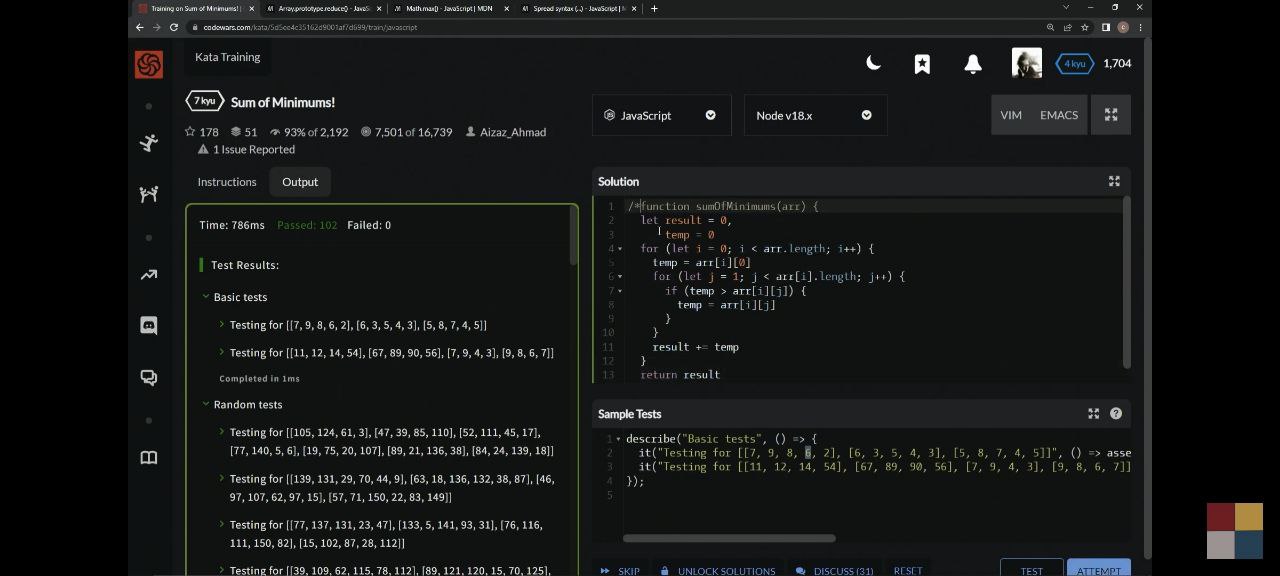 Training on Sum of Minimums! |
Array.prototype.reduce() - JavaS
Math.max() - JavaScript | MDN
Spread syntax (...) - JavaScript | M
codewars.com/kata/5d5ee4c35162d9001af7d699/train/javascript
Kata Training
4 kyu
1,704
7 kyu
Sum of Minimums!
178
51
93% of 2,192
7,501 of 16,739
Aizaz_Ahmad
1 Issue Reported
JavaScript
Node v18.x
VIM
EMACS
Instructions
Output
Time: 786ms Passed: 102 Failed: 0
Test Results:
Basic tests
Testing for [[7, 9, 8, 6, 2], [6, 3, 5, 4, 3], [5, 8, 7, 4, 5]]
Testing for [[11, 12, 14, 54], [67, 89, 90, 56], [7, 9, 4, 3], [9, 8, 6, 7]]
Completed in 1ms
Random tests
Testing for [[105, 124, 61, 3], [47, 39, 85, 110], [52, 111, 45, 17],
[77, 140, 5, 6], [19, 75, 20, 107], [89, 21, 136, 38], [84, 24, 139, 18]]
Testing for [[139, 131, 29, 70, 44, 9], [63, 18, 136, 132, 38, 87], [46,
97, 107, 62, 97, 15], [57, 71, 150, 22, 83, 149]]
Testing for [[77, 137, 131, 23, 47], [133, 5, 141, 93, 31], [76, 116,
111, 150, 82], [15, 102, 87, 28, 112]]
Testing for [[39, 109, 62, 115, 78, 112], [89, 121, 120, 15, 70, 125],
Solution
1 /*function sumOfMinimums(arr) {
2 let result = 0,
3 temp = 0
4 for (let i = 0; i < arr.length; i++) {
5 temp = arr[i][0]
6 for (let j = 1; j < arr[i].length; j++) {
7 if (temp > arr[i][j]) {
8 temp = arr[i][j]
9 }
10 }
11 result += temp
12 }
13 return result
Sample Tests
1 describe("Basic tests", () => {
2 it("Testing for [[7, 9, 8, 6, 2], [6, 3, 5, 4, 3], [5, 8, 7, 4, 5]]", () => asse
3 it("Testing for [[11, 12, 14, 54], [67, 89, 90, 56], [7, 9, 4, 3], [9, 8, 6, 7]]
4 });
5
SKIP
UNLOCK SOLUTIONS
DISCUSS (31)
RESET
TEST
ATTEMPT